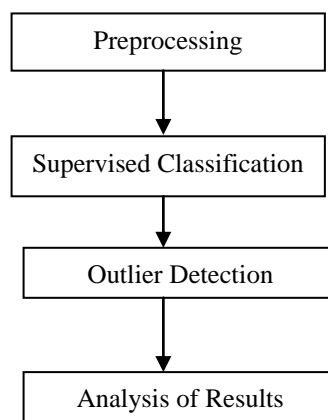 Preprocessing
Supervised Classification
Outlier Detection
Analysis of Results